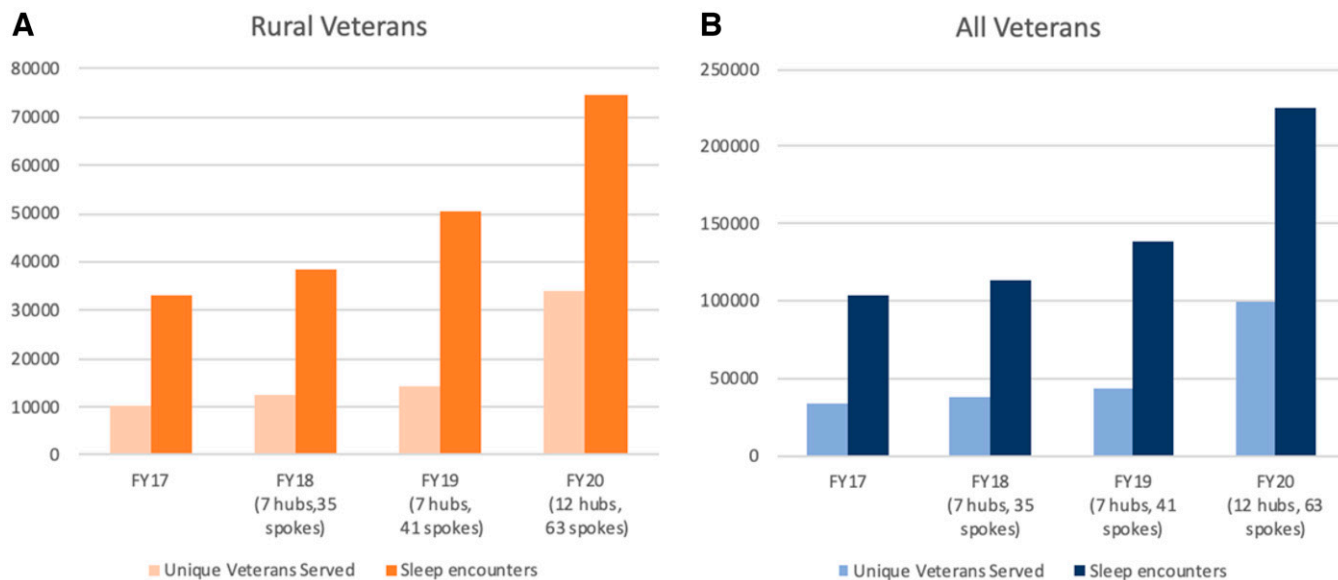 A
Rural Veterans
80000
70000
60000
50000
40000
30000
20000
10000
0
FY17
FY18
(7 hubs,35
spokes)
FY19
(7 hubs,
41 spokes)
FY20
(12 hubs,
63 spokes)
Unique Veterans Served
Sleep encounters
B
All Veterans
250000
200000
150000
100000
50000
0
FY17
FY18
(7 hubs, 35
spokes)
FY19
(7 hubs, 41
spokes)
FY20
(12 hubs, 63
spokes)
Unique Veterans Served
Sleep encounters